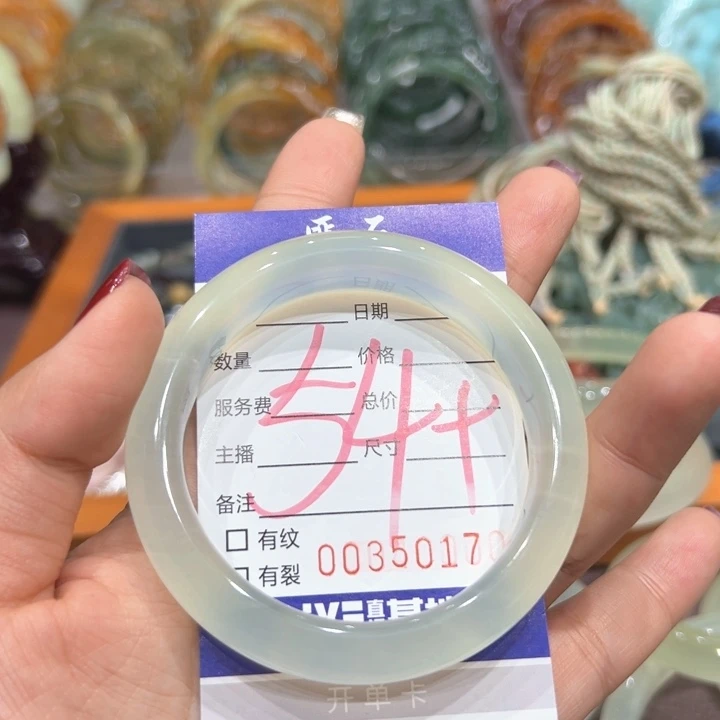 日期
数量 价格
服务费 总价
主播 尺寸
备注
有纹 00350170
有裂
开单卡